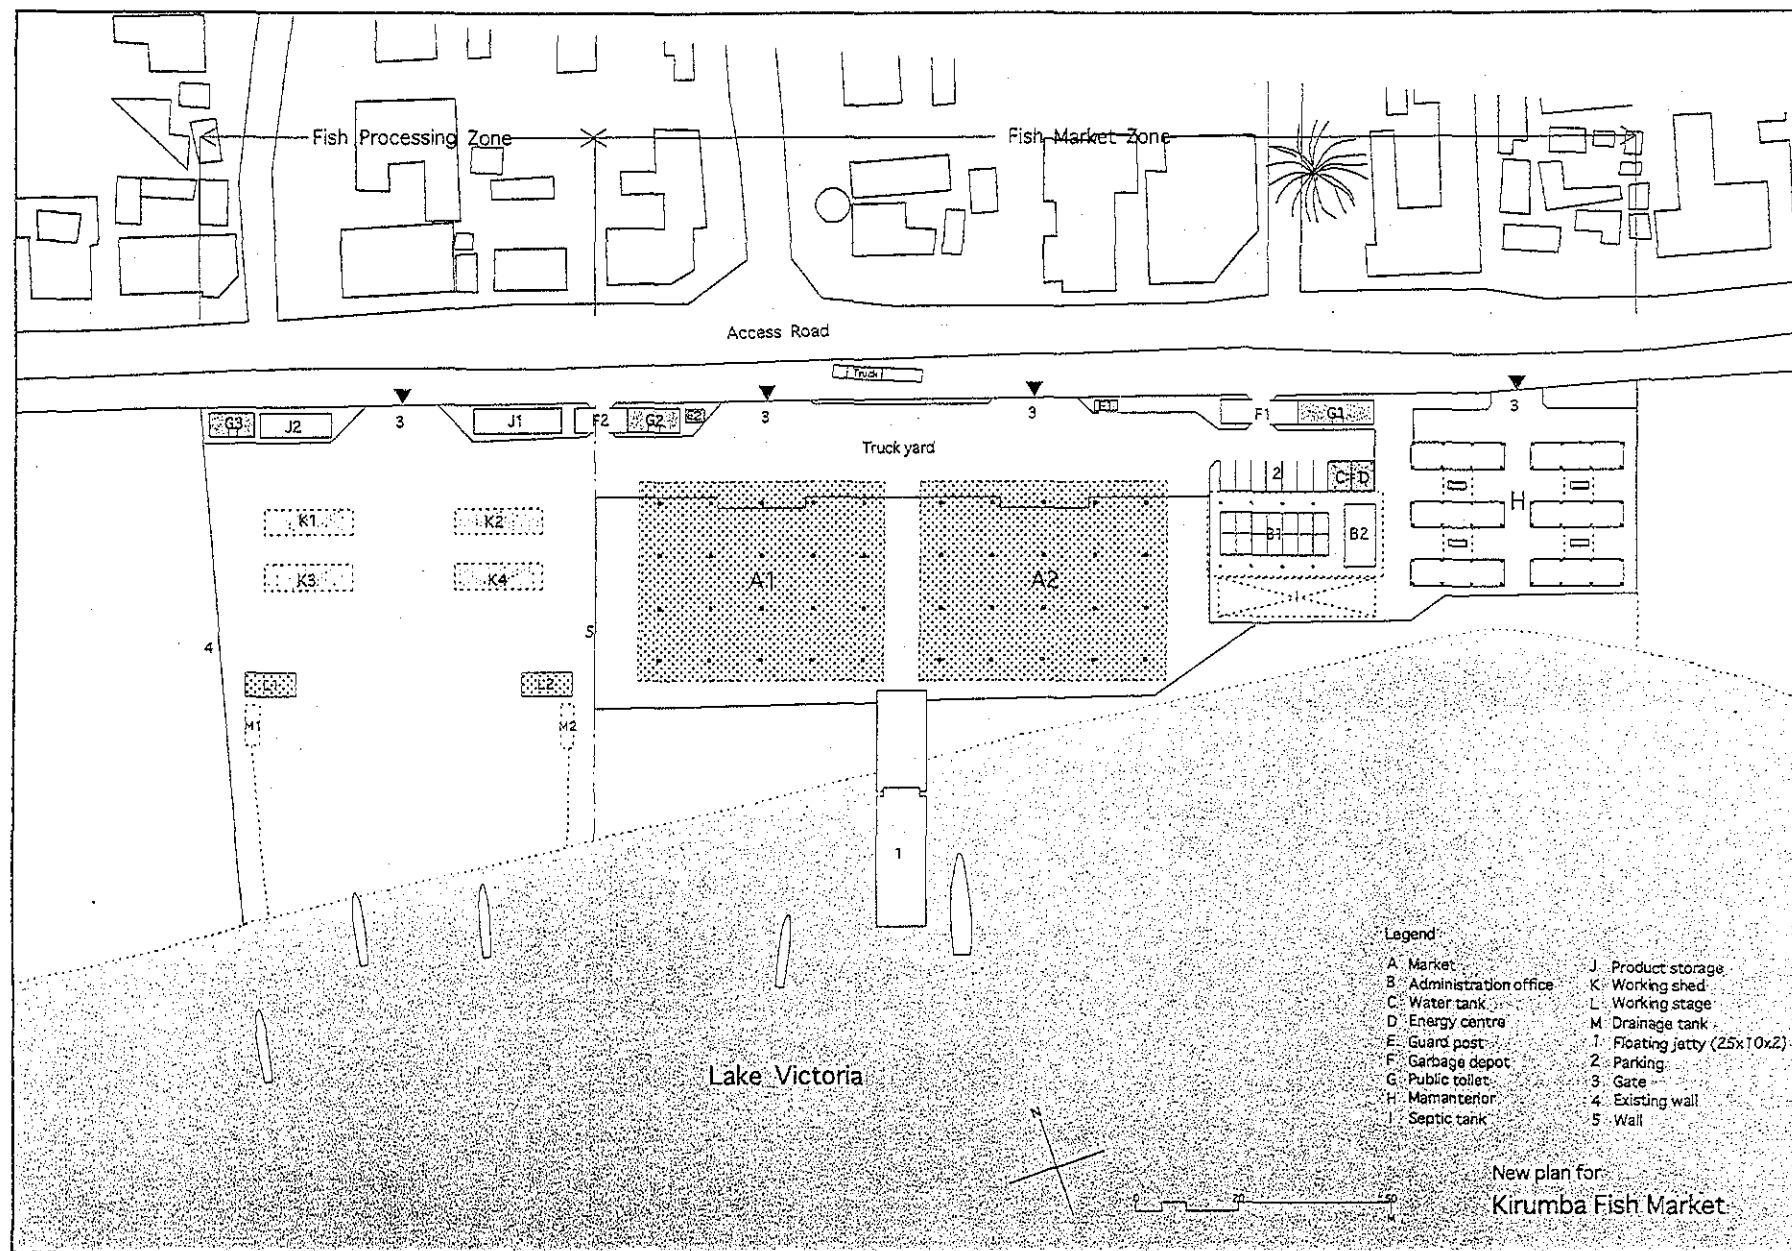 Fish Processing Zone
Fish Market Zone
Access Road
Truck
3
3
3
3
G3
J2
J1
F2
G2
E2
E1
F1
G1
Truck yard
2
C+D
K1
K2
B1
B2
H
K3
K4
A1
A2
I
5
4
L1
L2
M1
M2
1
Lake Victoria
N
0
20
50
M
Legend
A Market
B Administration office
C Water tank
D Energy centre
E Guard post
F Garbage depot
G Public toilet
H Mamanterior
I Septic tank
J Product storage
K Working shed
L Working stage
M Drainage tank
1 Floating jetty (25x10x2)
2 Parking
3 Gate
4 Existing wall
5 Wall
New plan for
Kirumba Fish Market